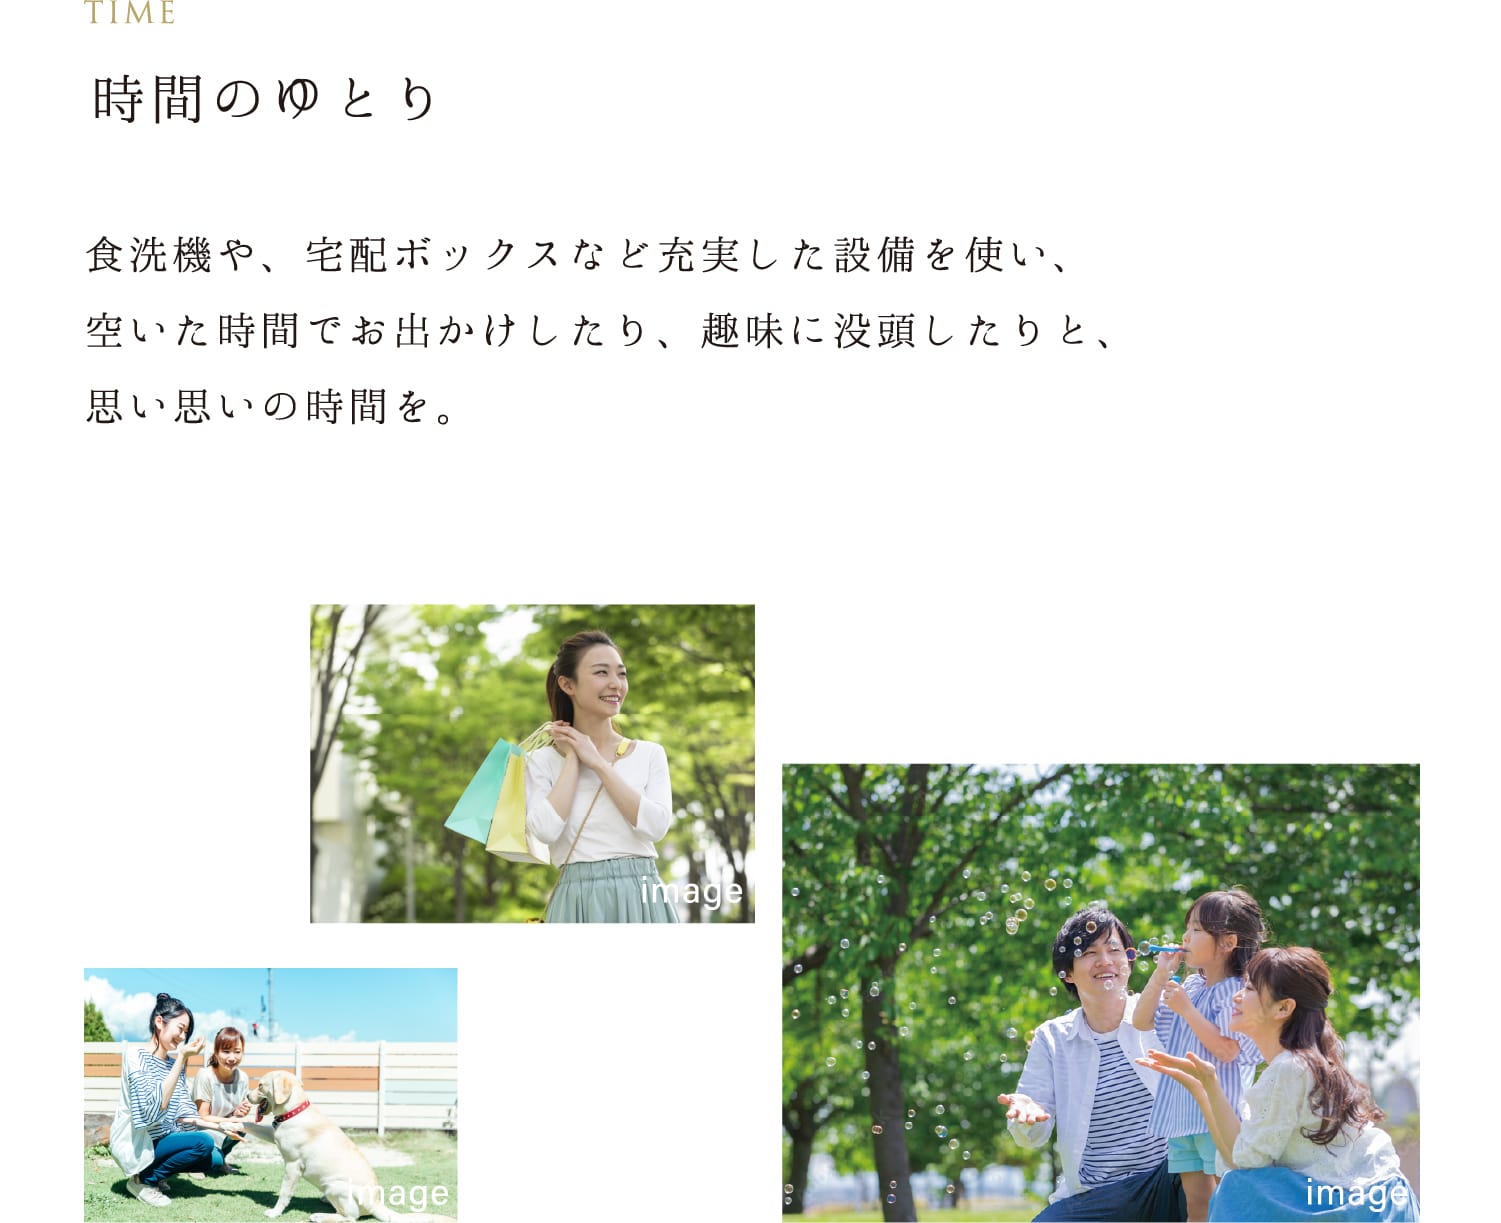 TIME
時間のゆとり
食洗機や、宅配ボックスなど充実した設備を使い、
空いた時間でお出かけしたり、趣味に没頭したりと、
思い思いの時間を。
image
image
image